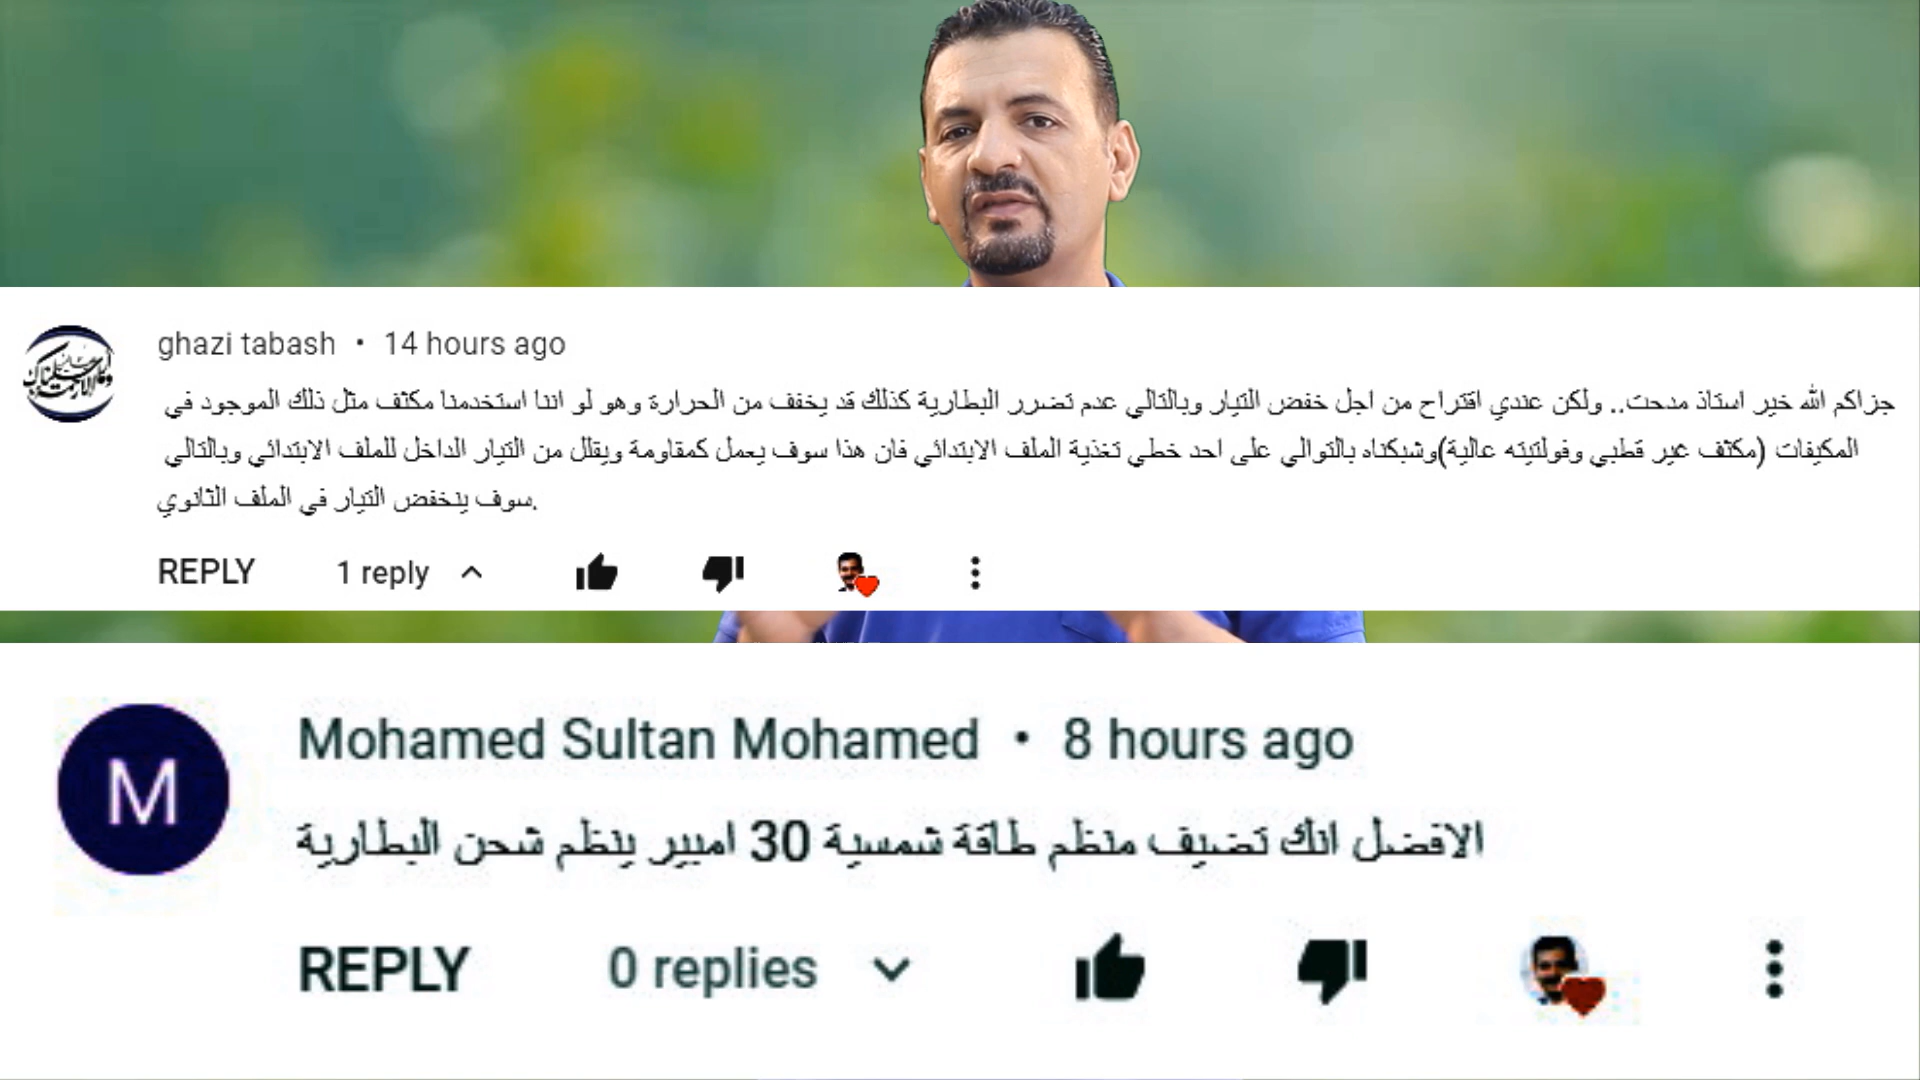 ghazi tabash • 14 hours ago
جزاكم الله خير استاذ مدحت.. ولكن عندي اقتراح من اجل خفض التيار وبالتالي عدم تضرر البطارية كذلك قد يخفف من الحرارة وهو لو اننا استخدمنا مكثف مثل ذلك الموجود في
المكيفات (مكثف غير قطبي وفولتيته عالية)وشبكناه بالتوالي على احد خطي تغذية الملف الابتدائي فان هذا سوف يعمل كمقاومة ويقلل من التيار الداخل للملف الابتدائي وبالتالي
سوف ينخفض التيار في الملف الثانوي.
REPLY 1 reply
Mohamed Sultan Mohamed • 8 hours ago
الافضل انك تضيف منظم طاقة شمسية 30 امبير ينظم شحن البطارية
REPLY 0 replies
M